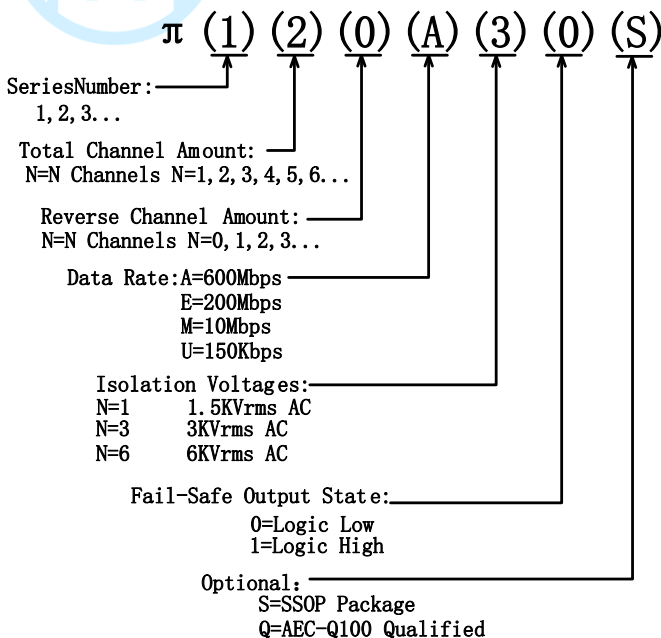 π (1) (2) (0) (A) (3) (0) (S)
SeriesNumber:
1,2,3...
Total Channel Amount:
N=N Channels N=1,2,3,4,5,6...
Reverse Channel Amount:
N=N Channels N=0,1,2,3...
Data Rate:A=600Mbps
E=200Mbps
M=10Mbps
U=150Kbps
Isolation Voltages:
N=1 1.5KVrms AC
N=3 3KVrms AC
N=6 6KVrms AC
Fail-Safe Output State:
0=Logic Low
1=Logic High
Optional:
S=SSOP Package
Q=AEC-Q100 Qualified